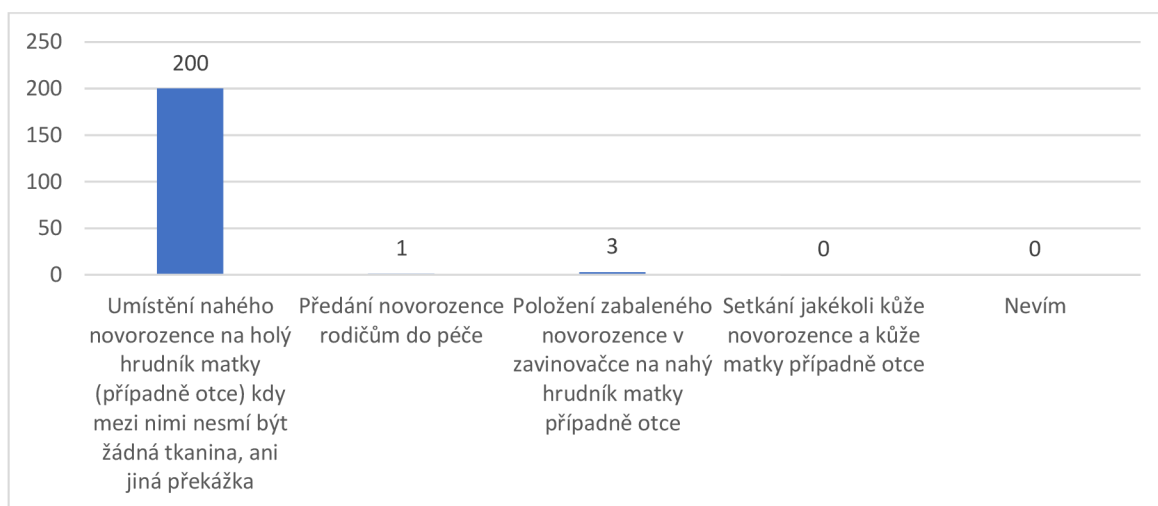 250
200
200
150
100
50
1
3
0
0
0
Umístění nahého
novorozence na holý
hrudník matky
(případně otce) kdy
mezi nimi nesmí být
žádná tkanina, ani
jiná překážka
Předání novorozence
rodičům do péče
Položení zabaleného
novorozence v
zavinovačce na nahý
hrudník matky
případně otce
Setkání jakékoli kůže
novorozence a kůže
matky případně otce
Nevím